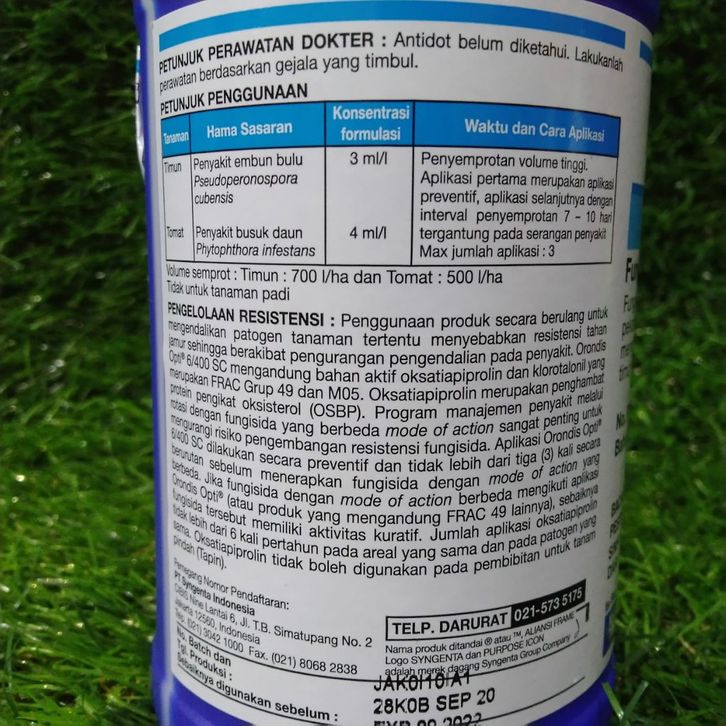 PETUNJUK PERAWATAN DOKTER : Antidot belum diketahui. Lakukanlah
perawatan berdasarkan gejala yang timbul.
PETUNJUK PENGGUNAAN
Tanaman Hama Sasaran Konsentrasi formulasi Waktu dan Cara Aplikasi
Timun Penyakit embun bulu 3 ml/l Penyemprotan volume tinggi.
Pseudoperonospora Aplikasi pertama merupakan aplikasi
cubensis preventif, aplikasi selanjutnya dengan
interval penyemprotan 7 - 10 hari
Tomat Penyakit busuk daun 4 ml/l tergantung pada serangan penyakit
Phytophthora infestans Max jumlah aplikasi : 3
Volume semprot : Timun : 700 l/ha dan Tomat : 500 l/ha
Tidak untuk tanaman padi
PENGELOLAAN RESISTENSI : Penggunaan produk secara berulang untuk
mengendalikan patogen tanaman tertentu menyebabkan resistensi tahan
jamur sehingga berakibat pengurangan pengendalian pada penyakit. Orondis
Opti® 6/400 SC mengandung bahan aktif oksatiapiprolin dan klorotalonil yang
merupakan FRAC Grup 49 dan M05. Oksatiapiprolin merupakan penghambat
protein pengikat oksisterol (OSBP). Program manajemen penyakit melalui
rotasi dengan fungisida yang berbeda mode of action sangat penting untuk
mengurangi risiko pengembangan resistensi fungisida. Aplikasi Orondis Opti®
6/400 SC dilakukan secara preventif dan tidak lebih dari tiga (3) kali secara
berurutan sebelum menerapkan fungisida dengan mode of action yang
berbeda. Jika fungisida dengan mode of action berbeda mengikuti aplikasi
Orondis Opti® (atau produk yang mengandung FRAC 49 lainnya), sebaiknya
fungisida tersebut memiliki aktivitas kuratif. Jumlah aplikasi oksatiapiprolin
tidak lebih dari 6 kali pertahun pada areal yang sama dan pada patogen yang
sama. Oksatiapiprolin tidak boleh digunakan pada pembibitan untuk tanam
pindah (Tapin).
Pemegang Nomor Pendaftaran:
PT Syngenta Indonesia
Lantai 6, Jl. T.B. Simatupang No. 2
Jakarta 12560, Indonesia
Telp. (021) 3042 1000 Fax. (021) 8068 2838
No. Batch dan
Tgl. Produksi :
Sebaiknya digunakan sebelum :
TELP. DARURAT 021-573 5175
Nama produk ditandai ® atau ™, ALIANSI FRAME
Logo SYNGENTA dan PURPOSE ICON
adalah merek dagang Syngenta Group Company
JAK0I10/A1
28K0B SEP 20
EXP 09 2022